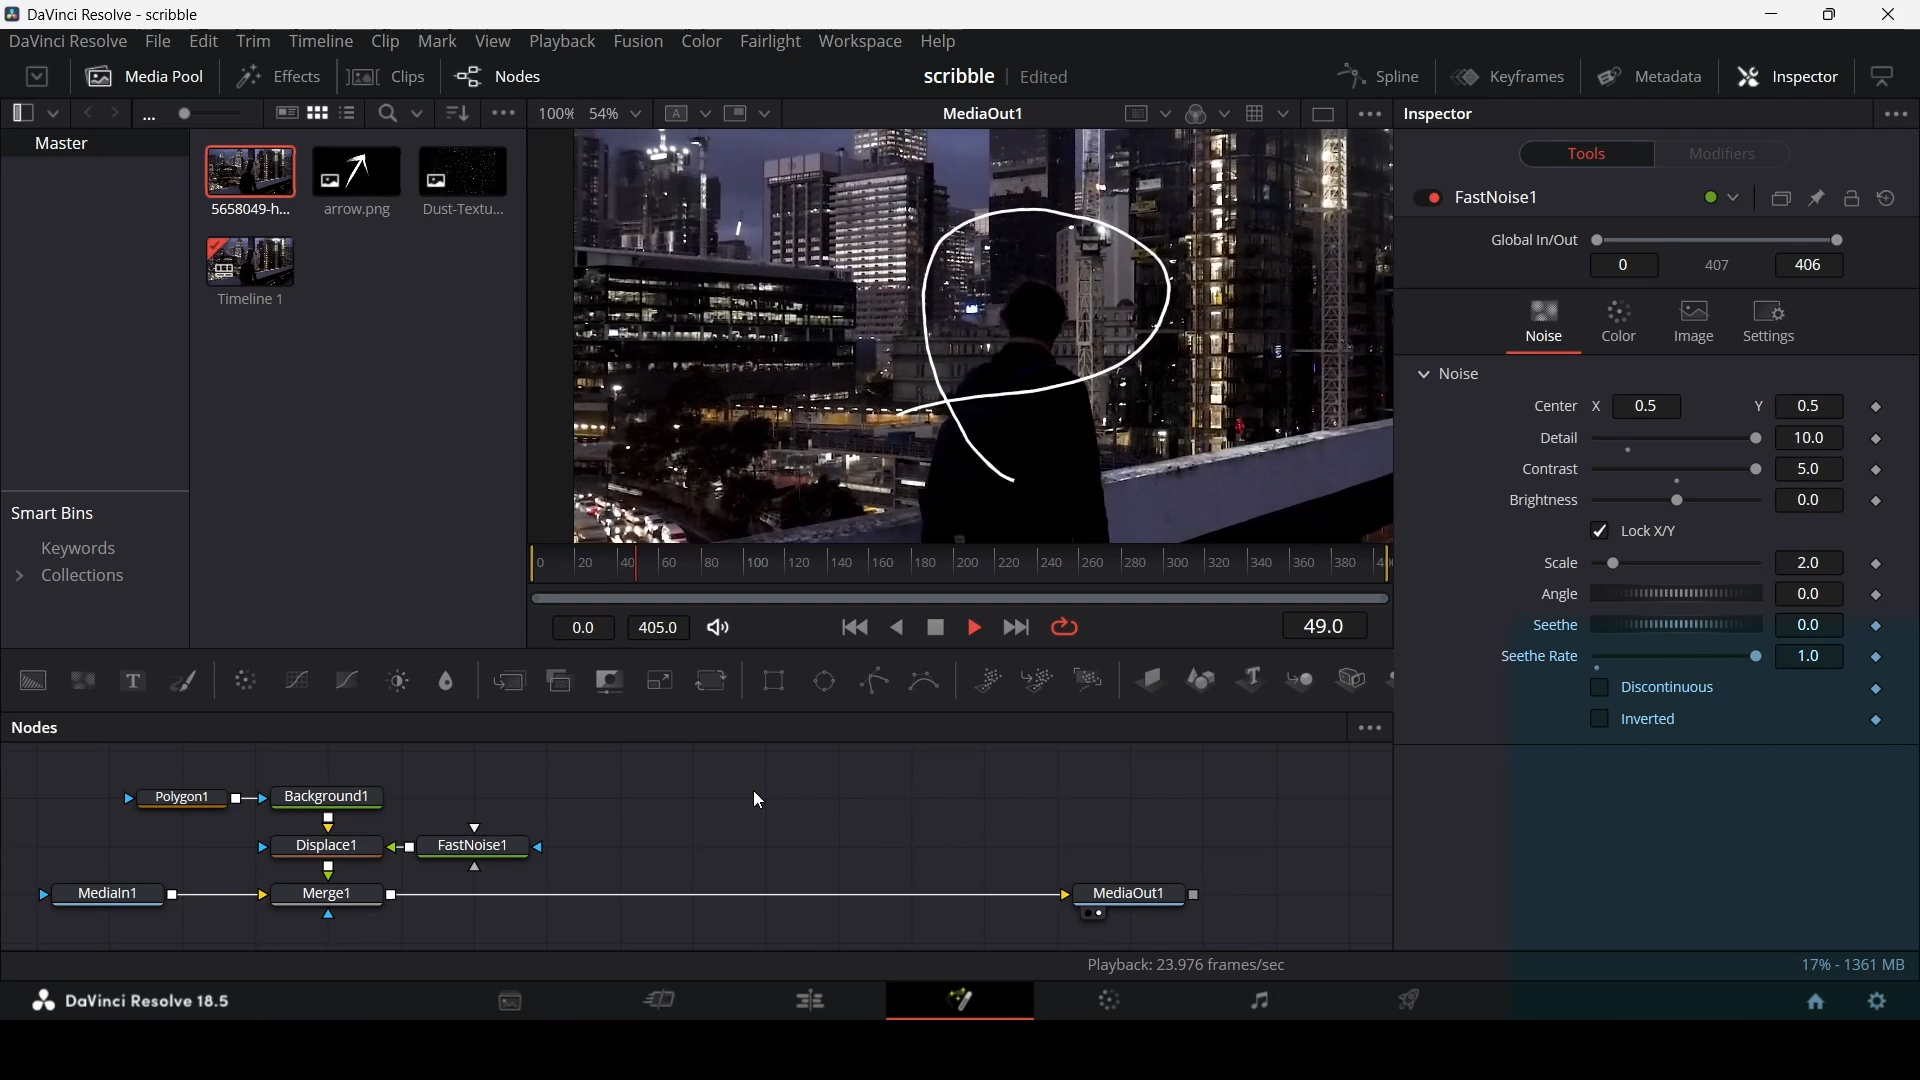 DaVinci Resolve - scribble
DaVinci Resolve File Edit Trim Timeline Clip Mark View Playback Fusion Color Fairlight Workspace Help
Media Pool Effects Clips Nodes scribble Edited Spline Keyframes Metadata Inspector
... 100% 54% A MediaOut1 Inspector
Master
5658049-h... arrow.png Dust-Textu...
Timeline 1
Smart Bins
Keywords
Collections
0 20 40 60 80 100 120 140 160 180 200 220 240 260 280 300 320 340 360 380
0.0 405.0 49.0
Tools Modifiers
FastNoise1
Global In/Out
0 407 406
Noise Color Image Settings
Noise
Center X 0.5 Y 0.5
Detail 10.0
Contrast 5.0
Brightness 0.0
Lock X/Y
Scale 2.0
Angle 0.0
Seethe 0.0
Seethe Rate 1.0
Discontinuous
Inverted
T T
Nodes
Polygon1 Background1
Displace1 FastNoise1
MediaIn1 Merge1 MediaOut1
Playback: 23.976 frames/sec 17% - 1361 MB
DaVinci Resolve 18.5